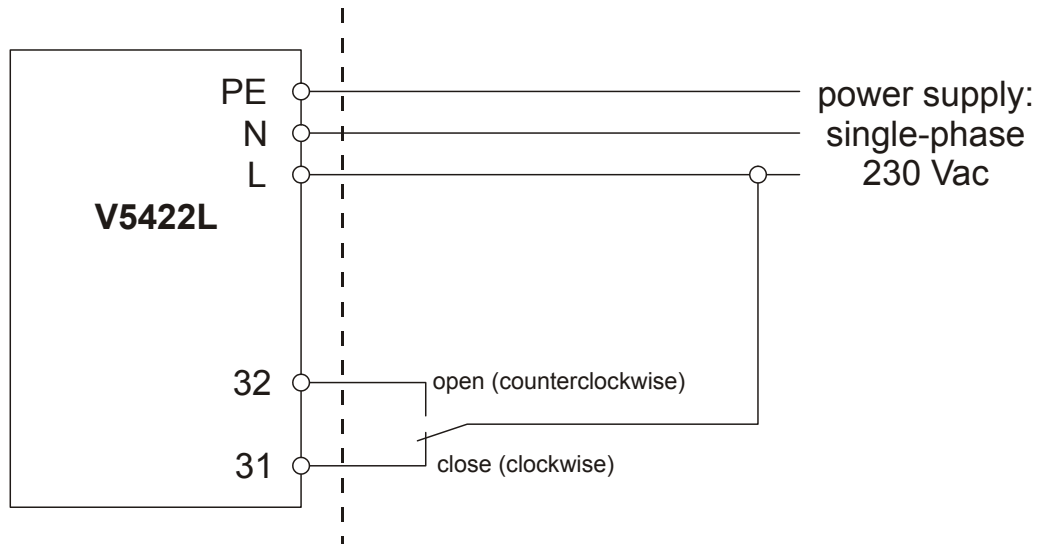 PE
N
L
V5422L
32
31
power supply:
single-phase
230 Vac
open (counterclockwise)
close (clockwise)